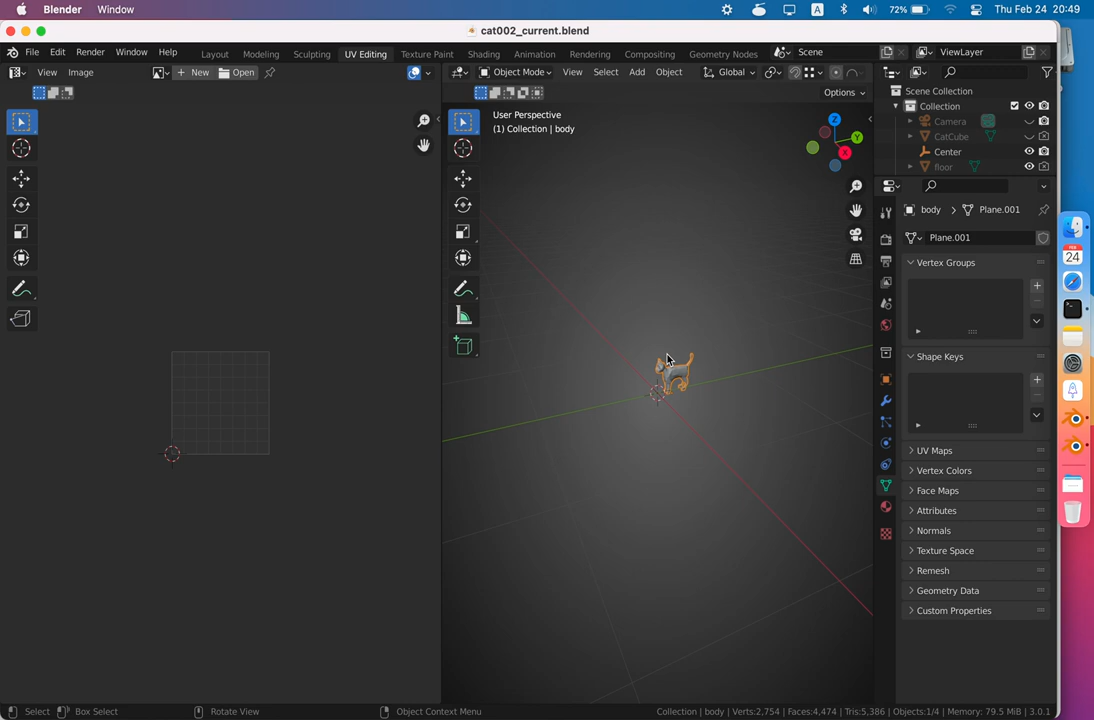 Blender Window
A
72%
Thu Feb 24 20:49
cat002_current.blend
File Edit Render Window Help
Layout Modeling Sculpting UV Editing Texture Paint Shading Animation Rendering Compositing Geometry Nodes
Scene
ViewLayer
View Image
New
Open
Object Mode
View Select Add Object
Global
Options
User Perspective
(1) Collection | body
Z
Y
X
Scene Collection
Collection
Camera
CatCube
Center
floor
body > Plane.001
Plane.001
Vertex Groups
Shape Keys
UV Maps
Vertex Colors
Face Maps
Attributes
Normals
Texture Space
Remesh
Geometry Data
Custom Properties
FEB
24
Select Box Select Rotate View Object Context Menu
Collection | body | Verts:2,754 | Faces:4,474 | Tris:5,386 | Objects:1/4 | Memory: 79.5 MiB | 3.0.1